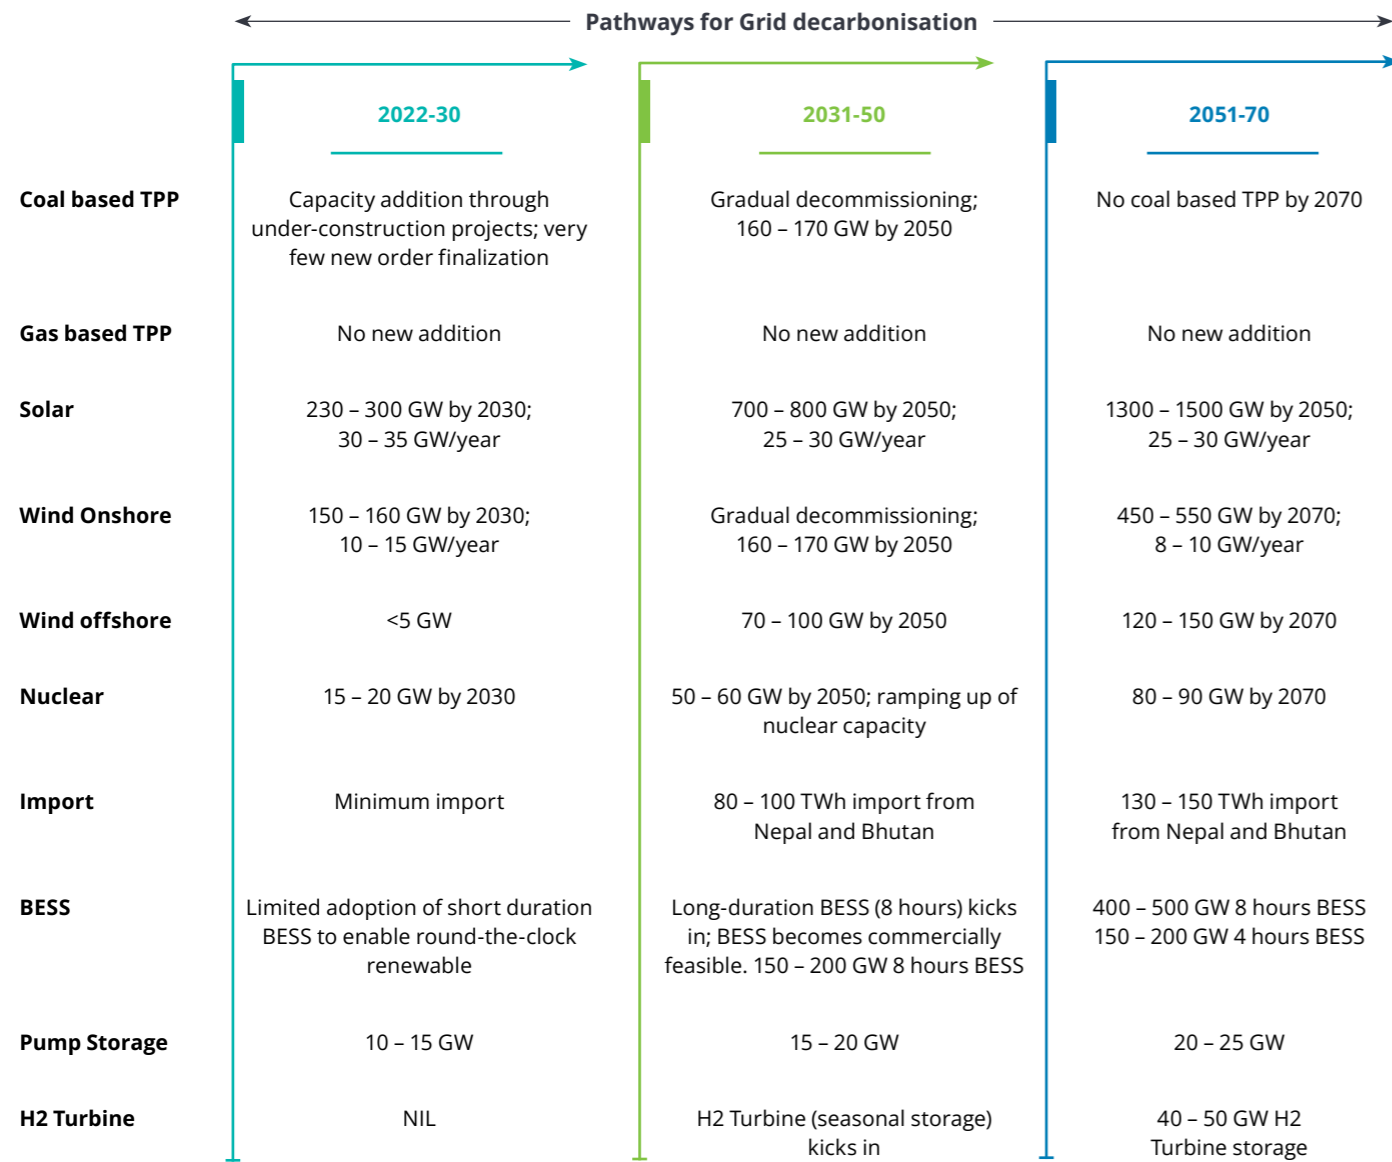 Pathways for Grid decarbonisation
2022-30
2031-50
2051-70
Coal based TPP
Capacity addition through
under-construction projects; very
few new order finalization
Gradual decommissioning;
160 – 170 GW by 2050
No coal based TPP by 2070
Gas based TPP
No new addition
No new addition
No new addition
Solar
230 – 300 GW by 2030;
30 – 35 GW/year
700 – 800 GW by 2050;
25 – 30 GW/year
1300 – 1500 GW by 2050;
25 – 30 GW/year
Wind Onshore
150 – 160 GW by 2030;
10 – 15 GW/year
Gradual decommissioning;
160 – 170 GW by 2050
450 – 550 GW by 2070;
8 – 10 GW/year
Wind offshore
<5 GW
70 – 100 GW by 2050
120 – 150 GW by 2070
Nuclear
15 – 20 GW by 2030
50 – 60 GW by 2050; ramping up of
nuclear capacity
80 – 90 GW by 2070
Import
Minimum import
80 – 100 TWh import from
Nepal and Bhutan
130 – 150 TWh import
from Nepal and Bhutan
BESS
Limited adoption of short duration
BESS to enable round-the-clock
renewable
Long-duration BESS (8 hours) kicks
in; BESS becomes commercially
feasible. 150 – 200 GW 8 hours BESS
400 – 500 GW 8 hours BESS
150 – 200 GW 4 hours BESS
Pump Storage
10 – 15 GW
15 – 20 GW
20 – 25 GW
H2 Turbine
NIL
H2 Turbine (seasonal storage)
kicks in
40 – 50 GW H2
Turbine storage